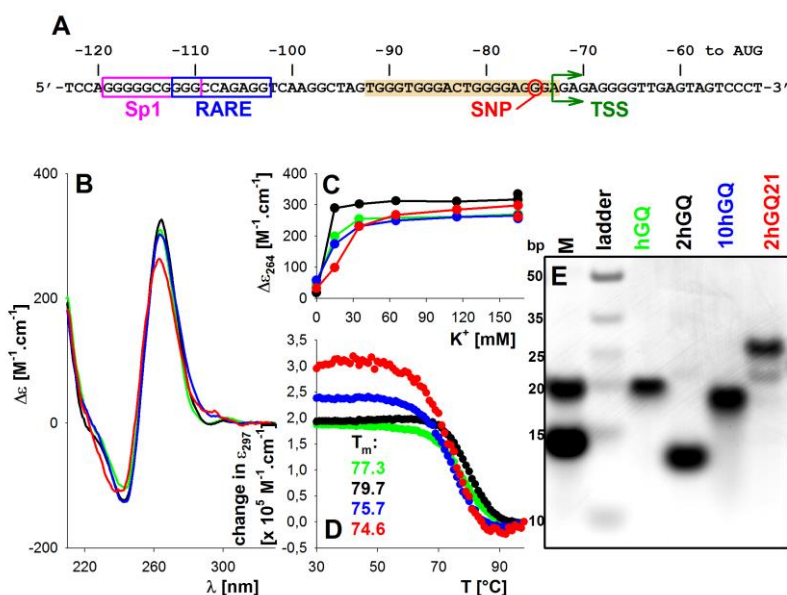 A
-120 -110 -100 -90 -80 -70 -60 to AUG
5'-TCCAGGGGGCGGGGCCAGAGGTCAAGGCTAGTGGGTGGGACTGGGGAGGGAGAGAGGGGTTGAGTAGTCCCT-3'
Sp1 RARE SNP TSS
B
400
200
0
-200
Δε [M⁻¹.cm⁻¹]
220 260 300
λ [nm]
C
400
300
200
100
0
Δε₂₆₄ [M⁻¹.cm⁻¹]
0 30 60 90 120 150
K⁺ [mM]
D
3,5
3,0
2,5
2,0
1,5
1,0
0,5
0,0
-0,5
change in ε₂₉₇
[x 10⁵ M⁻¹.cm⁻¹]
Tₘ:
77.3
79.7
75.7
74.6
30 50 70 90
T [°C]
E
bp M ladder hGQ 2hGQ 10hGQ 2hGQ21
50
35
25
20
15
10